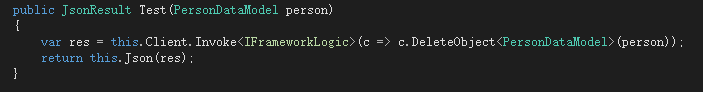 public JsonResult Test(PersonDataModel person)
{
    var res = this.Client.Invoke<IFrameworkLogic>(c => c.DeleteObject<PersonDataModel>(person));
    return this.Json(res);
}